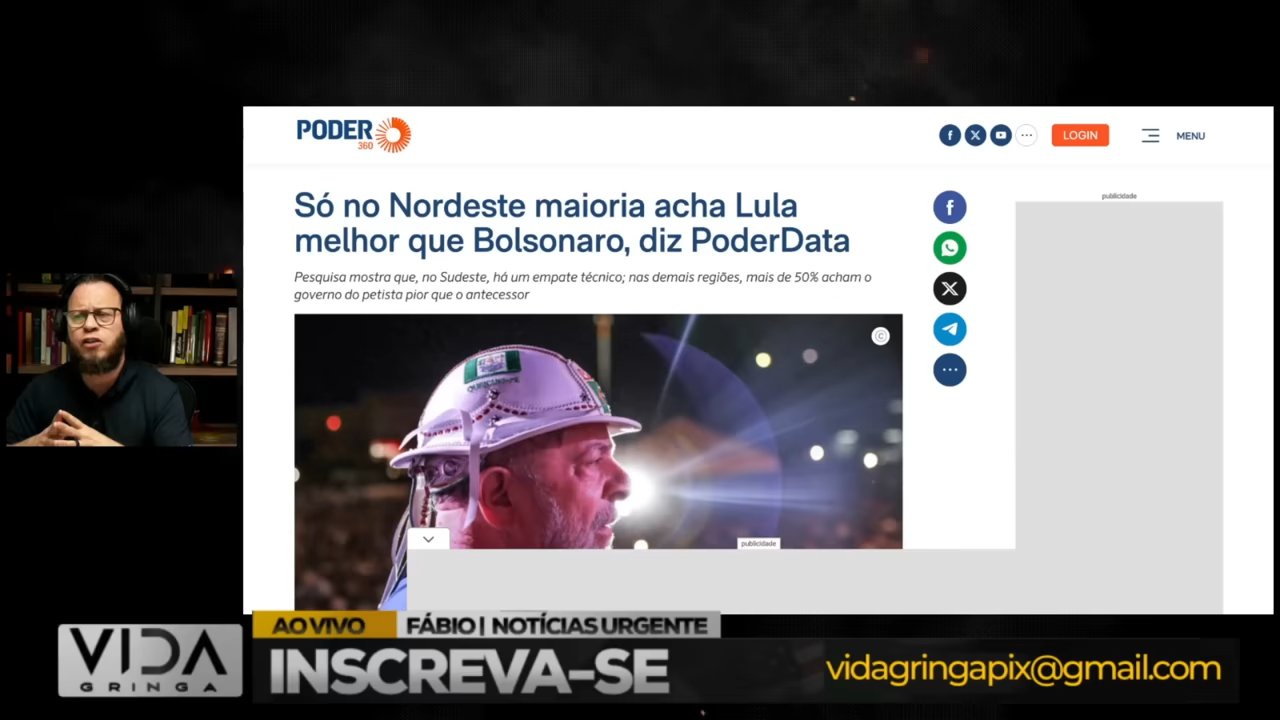 PODER
360
LOGIN
MENU
Só no Nordeste maioria acha Lula
melhor que Bolsonaro, diz PoderData
Pesquisa mostra que, no Sudeste, há um empate técnico; nas demais regiões, mais de 50% acham o
governo do petista pior que o antecessor
publicidade
publicidade
AO VIVO
FÁBIO | NOTÍCIAS URGENTE
VIDA
GRINGA
INSCREVA-SE
vidagringapix@gmail.com